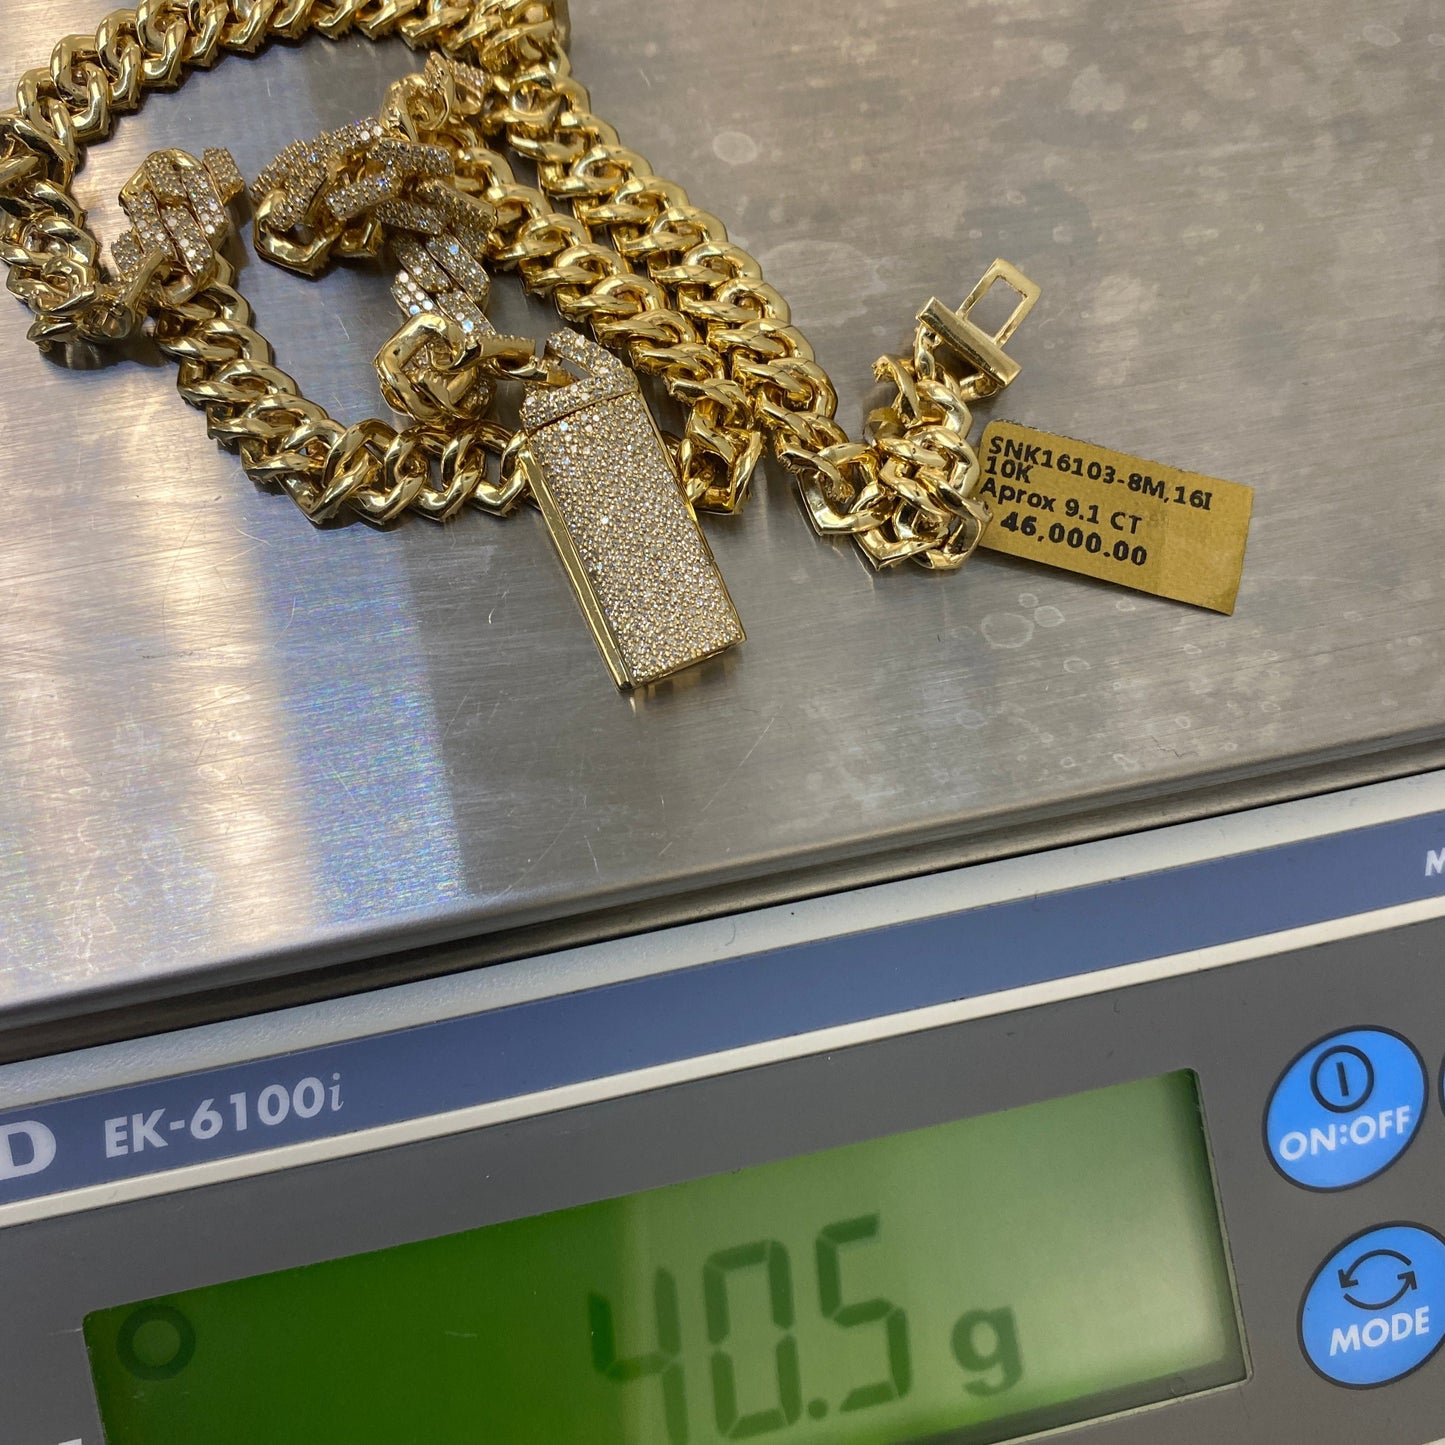 SNK16103-8M,16I
10K
Aprox 9.1 CT
46,000.00
D EK-6100i
M
ON:OFF
MODE
40.5 g